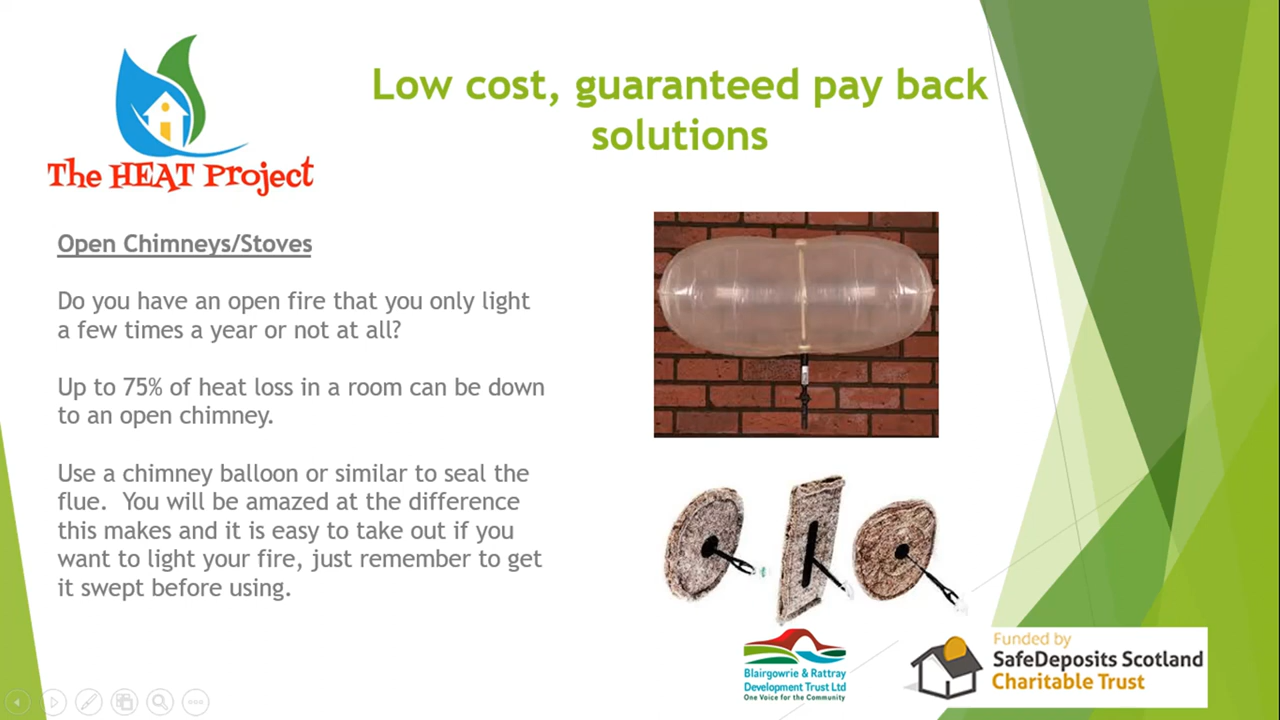 The HEAT Project
Low cost, guaranteed pay back
solutions
Open Chimneys/Stoves
Do you have an open fire that you only light
a few times a year or not at all?
Up to 75% of heat loss in a room can be down
to an open chimney.
Use a chimney balloon or similar to seal the
flue.  You will be amazed at the difference
this makes and it is easy to take out if you
want to light your fire, just remember to get
it swept before using.
Blairgowrie & Rattray
Development Trust Ltd
One Voice for the Community
Funded by
SafeDeposits Scotland
Charitable Trust